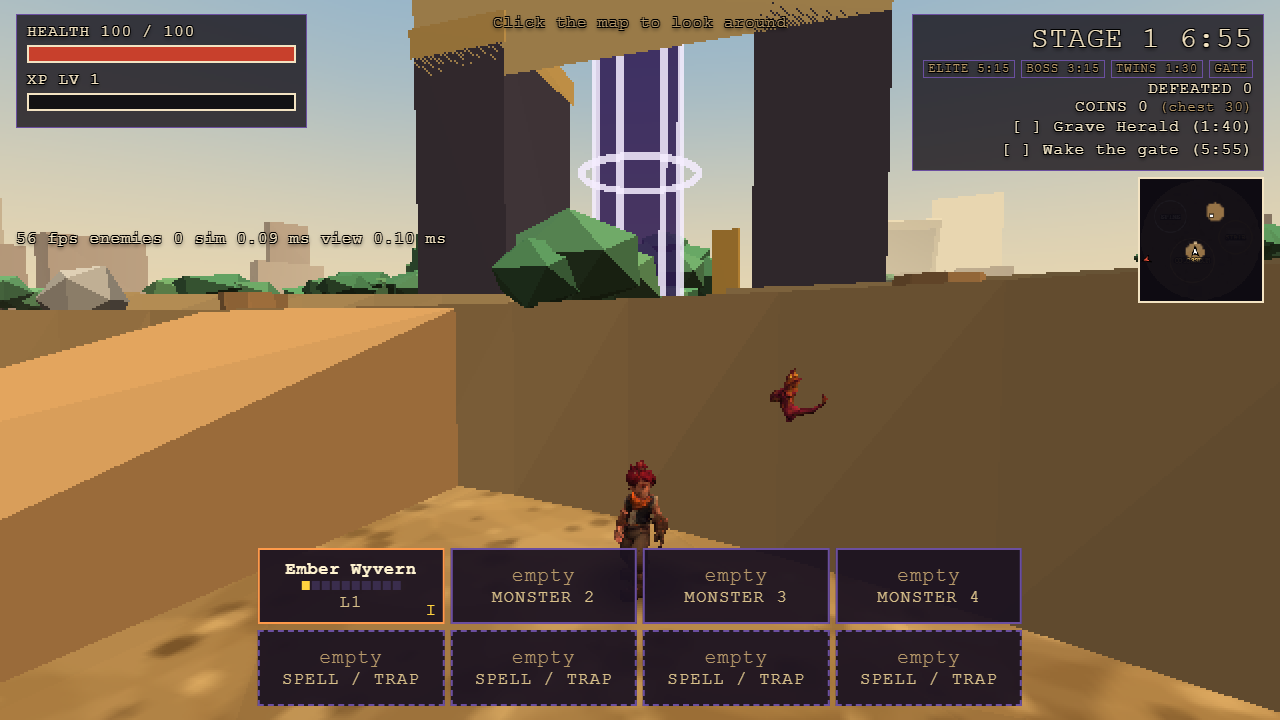 HEALTH 100 / 100
XP LV 1
Click the map to look around
STAGE 1 6:55
ELITE 5:15 BOSS 3:15 TWINS 1:30 GATE
DEFEATED 0
COINS 0 (chest 30)
[ ] Grave Herald (1:40)
[ ] Wake the gate (5:55)
56 fps enemies 0 sim 0.09 ms view 0.10 ms
Ember Wyvern
L1
I
empty
MONSTER 2
empty
MONSTER 3
empty
MONSTER 4
empty
SPELL / TRAP
empty
SPELL / TRAP
empty
SPELL / TRAP
empty
SPELL / TRAP